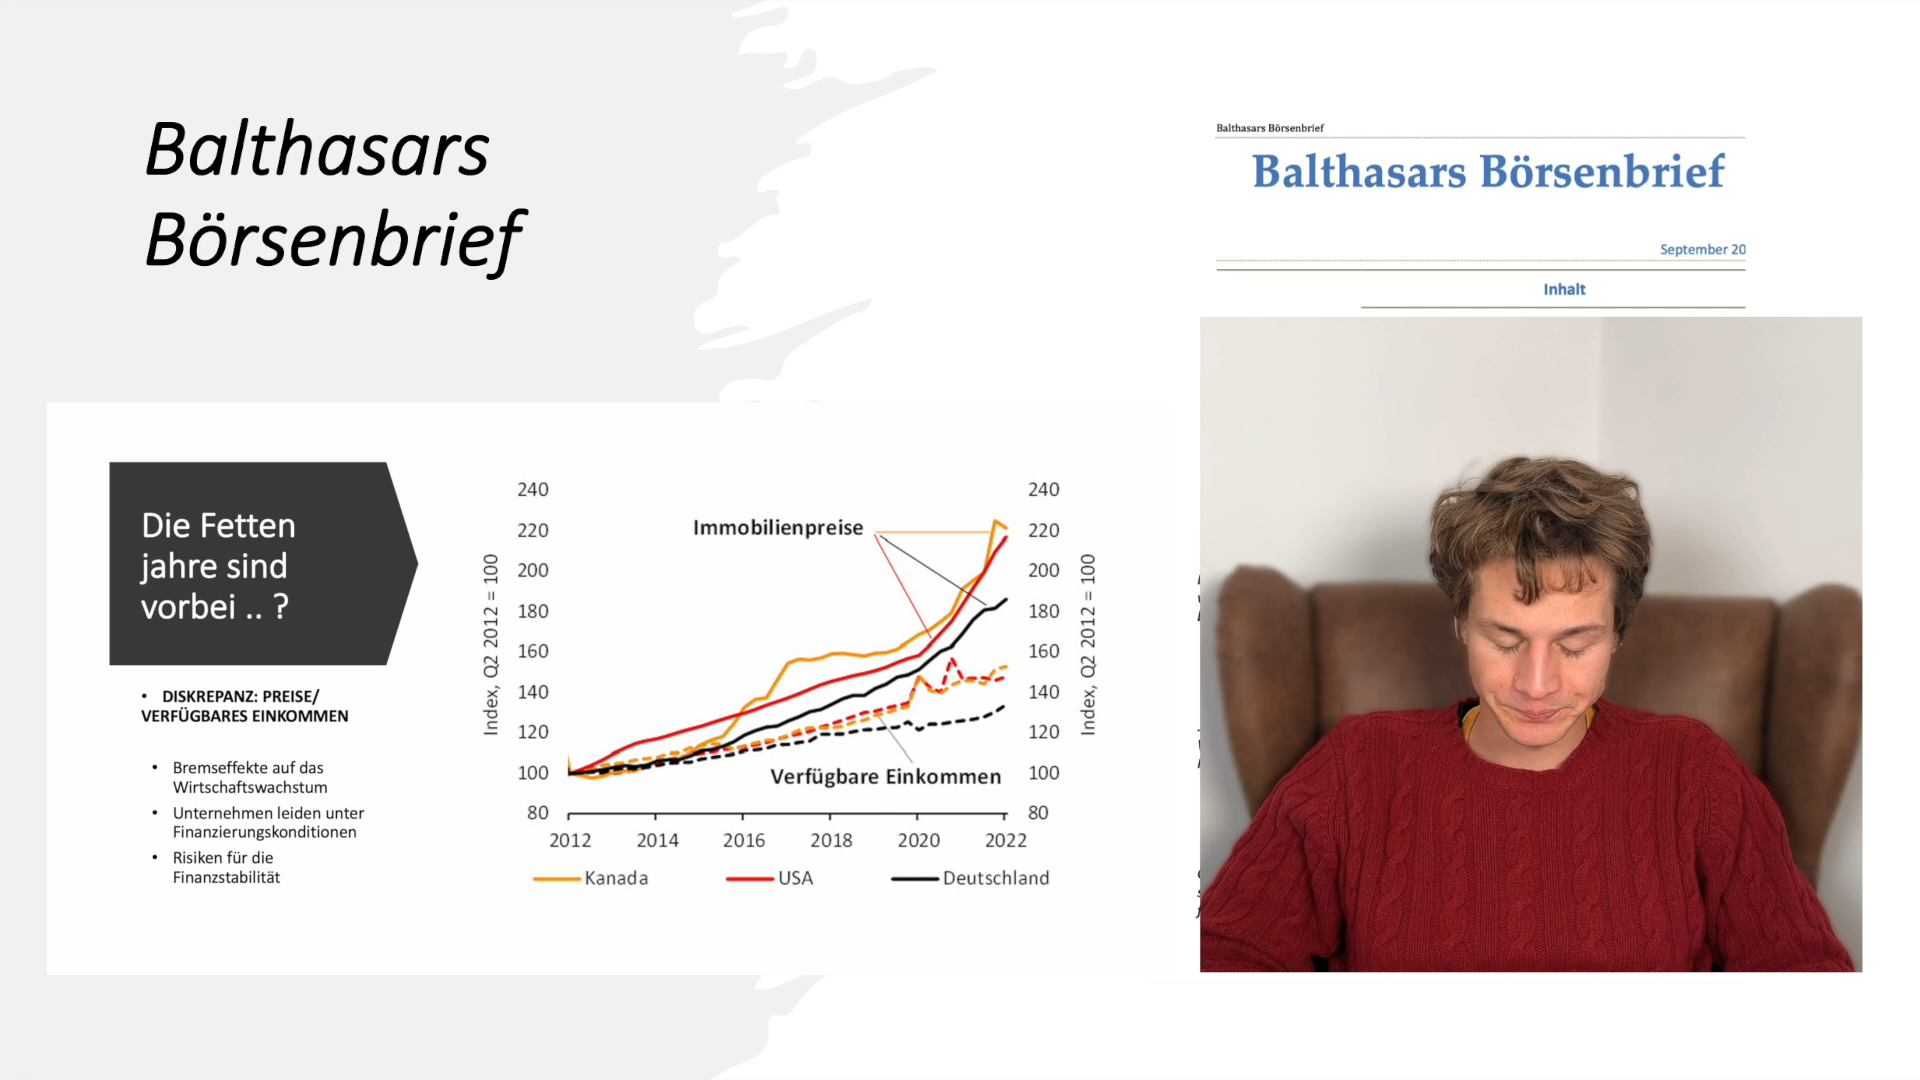 Balthasars
Börsenbrief
Balthasars Börsenbrief
Balthasars Börsenbrief
September 20
Inhalt
Die Fetten
jahre sind
vorbei .. ?
• DISKREPANZ: PREISE/
VERFÜGBARES EINKOMMEN
• Bremseffekte auf das
Wirtschaftswachstum
• Unternehmen leiden unter
Finanzierungskonditionen
• Risiken für die
Finanzstabilität
Index, Q2 2012 = 100
240
220
200
180
160
140
120
100
80
Immobilienpreise
Verfügbare Einkommen
240
220
200
180
160
140
120
100
80
Index, Q2 2012 = 100
2012 2014 2016 2018 2020 2022
Kanada USA Deutschland